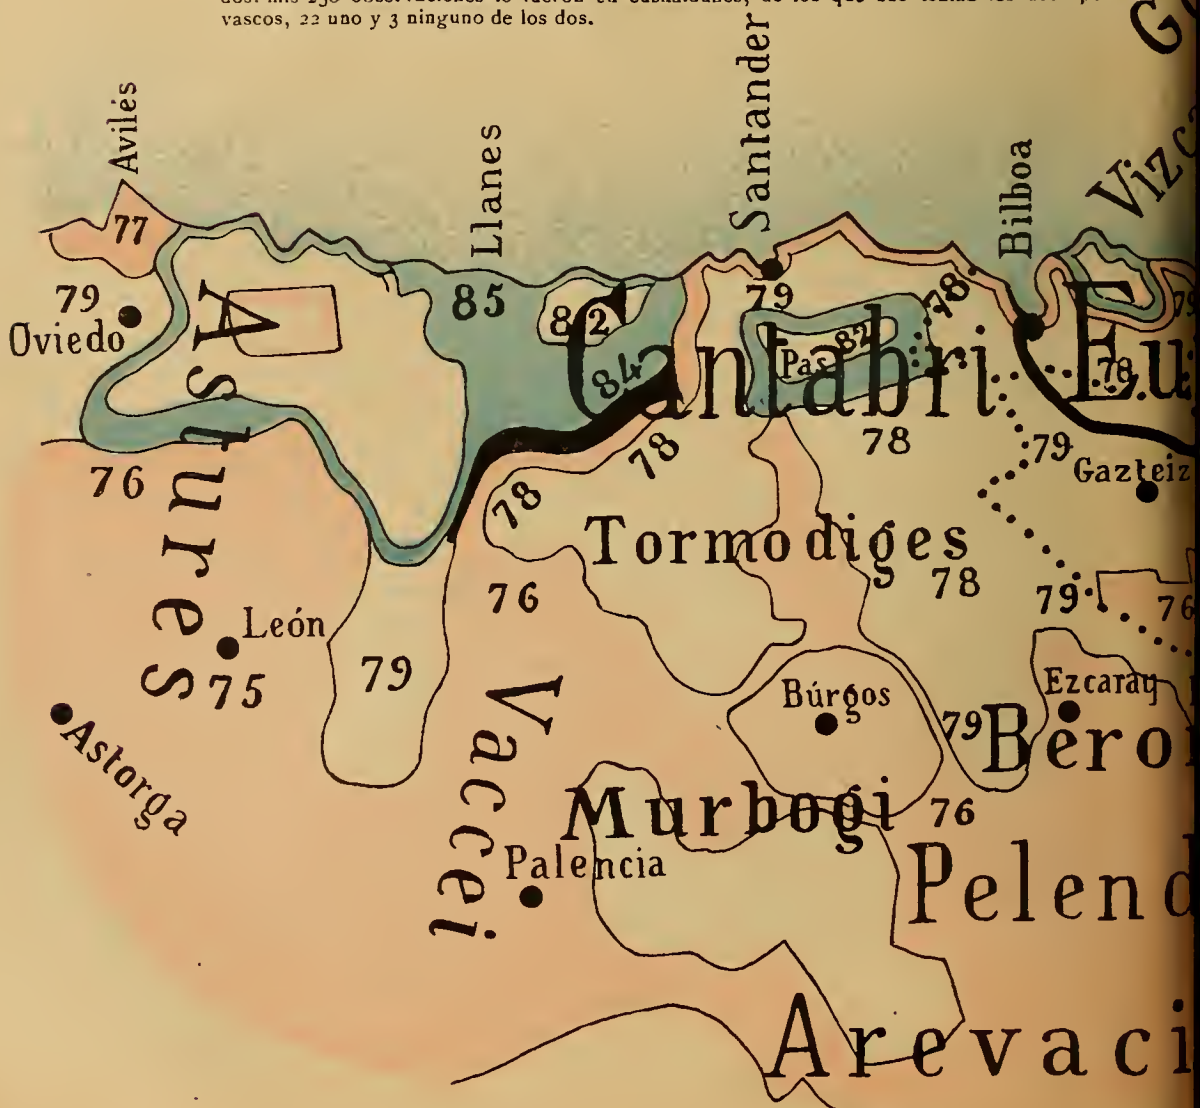 vascos, 22 uno y 3 ninguno de los dos.
Avilés
Llanes
Santander
Bilboa
Vizc
77
79
Oviedo
Astures
85
82
84
Cantabri
79
Pas 82
78
Eu
78
79
76
78
78
78
79
Gazteiz
Tormodiges
78
76
79
76
León
75
79
Vaccei
Búrgos
Ezcaray
79
Bero
Astorga
Murbogi
76
Palencia
Pelend
Arevaci